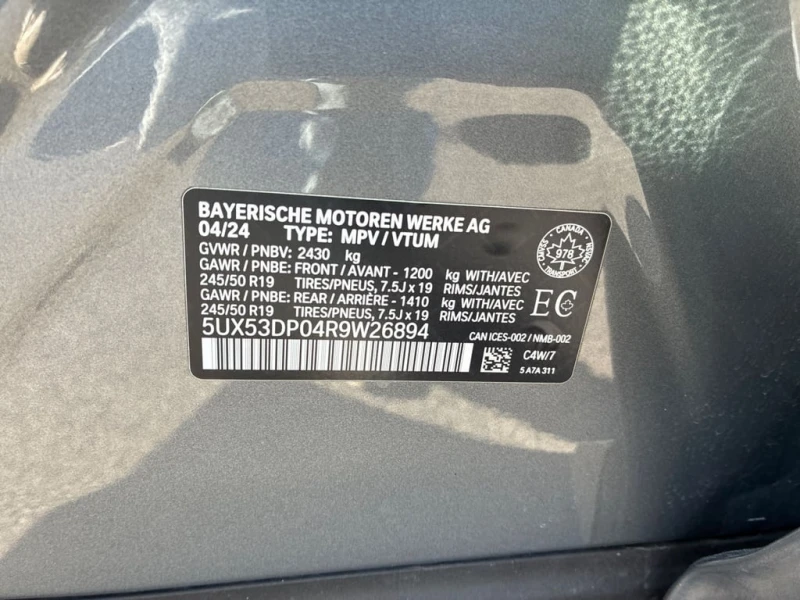 BAYERISCHE MOTOREN WERKE AG
04/24 TYPE: MPV / VTUM
GVWR / PNBV: 2430 kg
GAWR / PNBE: FRONT / AVANT - 1200 kg WITH/AVEC
245/50 R19 TIRES/PNEUS, 7.5J x 19 RIMS/JANTES
GAWR / PNBE: REAR / ARRIÈRE - 1410 kg WITH/AVEC
245/50 R19 TIRES/PNEUS, 7.5J x 19 RIMS/JANTES
5UX53DP04R9W26894
CANADA
978
TRANSPORT
EC
CAN ICES-002 / NMB-002
C4W/7
5 A7A 311